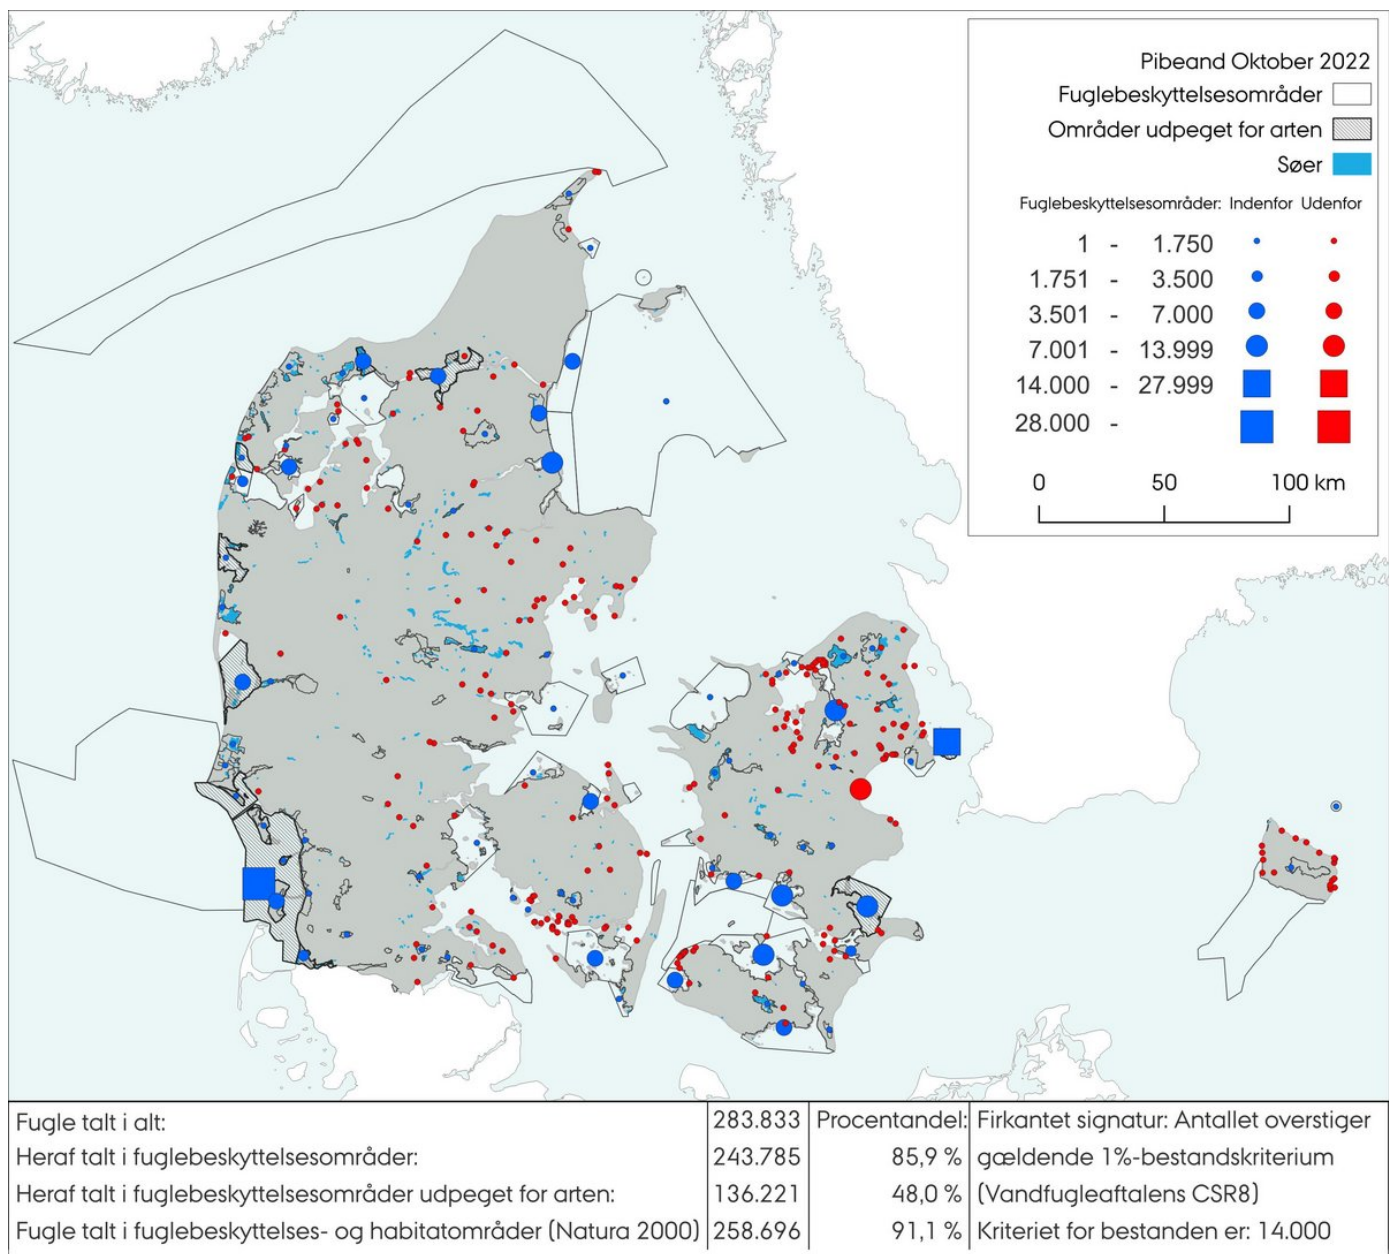 Pibeand Oktober 2022
Fuglebeskyttelsesområder
Områder udpeget for arten
Søer
Fuglebeskyttelsesområder: Indenfor Udenfor
1 - 1.750
1.751 - 3.500
3.501 - 7.000
7.001 - 13.999
14.000 - 27.999
28.000 -
0 50 100 km
Fugle talt i alt: 283.833 Procentandel: Firkantet signatur: Antallet overstiger
Heraf talt i fuglebeskyttelsesområder: 243.785 85,9 % gældende 1%-bestandskriterium
Heraf talt i fuglebeskyttelsesområder udpeget for arten: 136.221 48,0 % (Vandfugleaftalens CSR8)
Fugle talt i fuglebeskyttelses- og habitatområder (Natura 2000) 258.696 91,1 % Kriteriet for bestanden er: 14.000